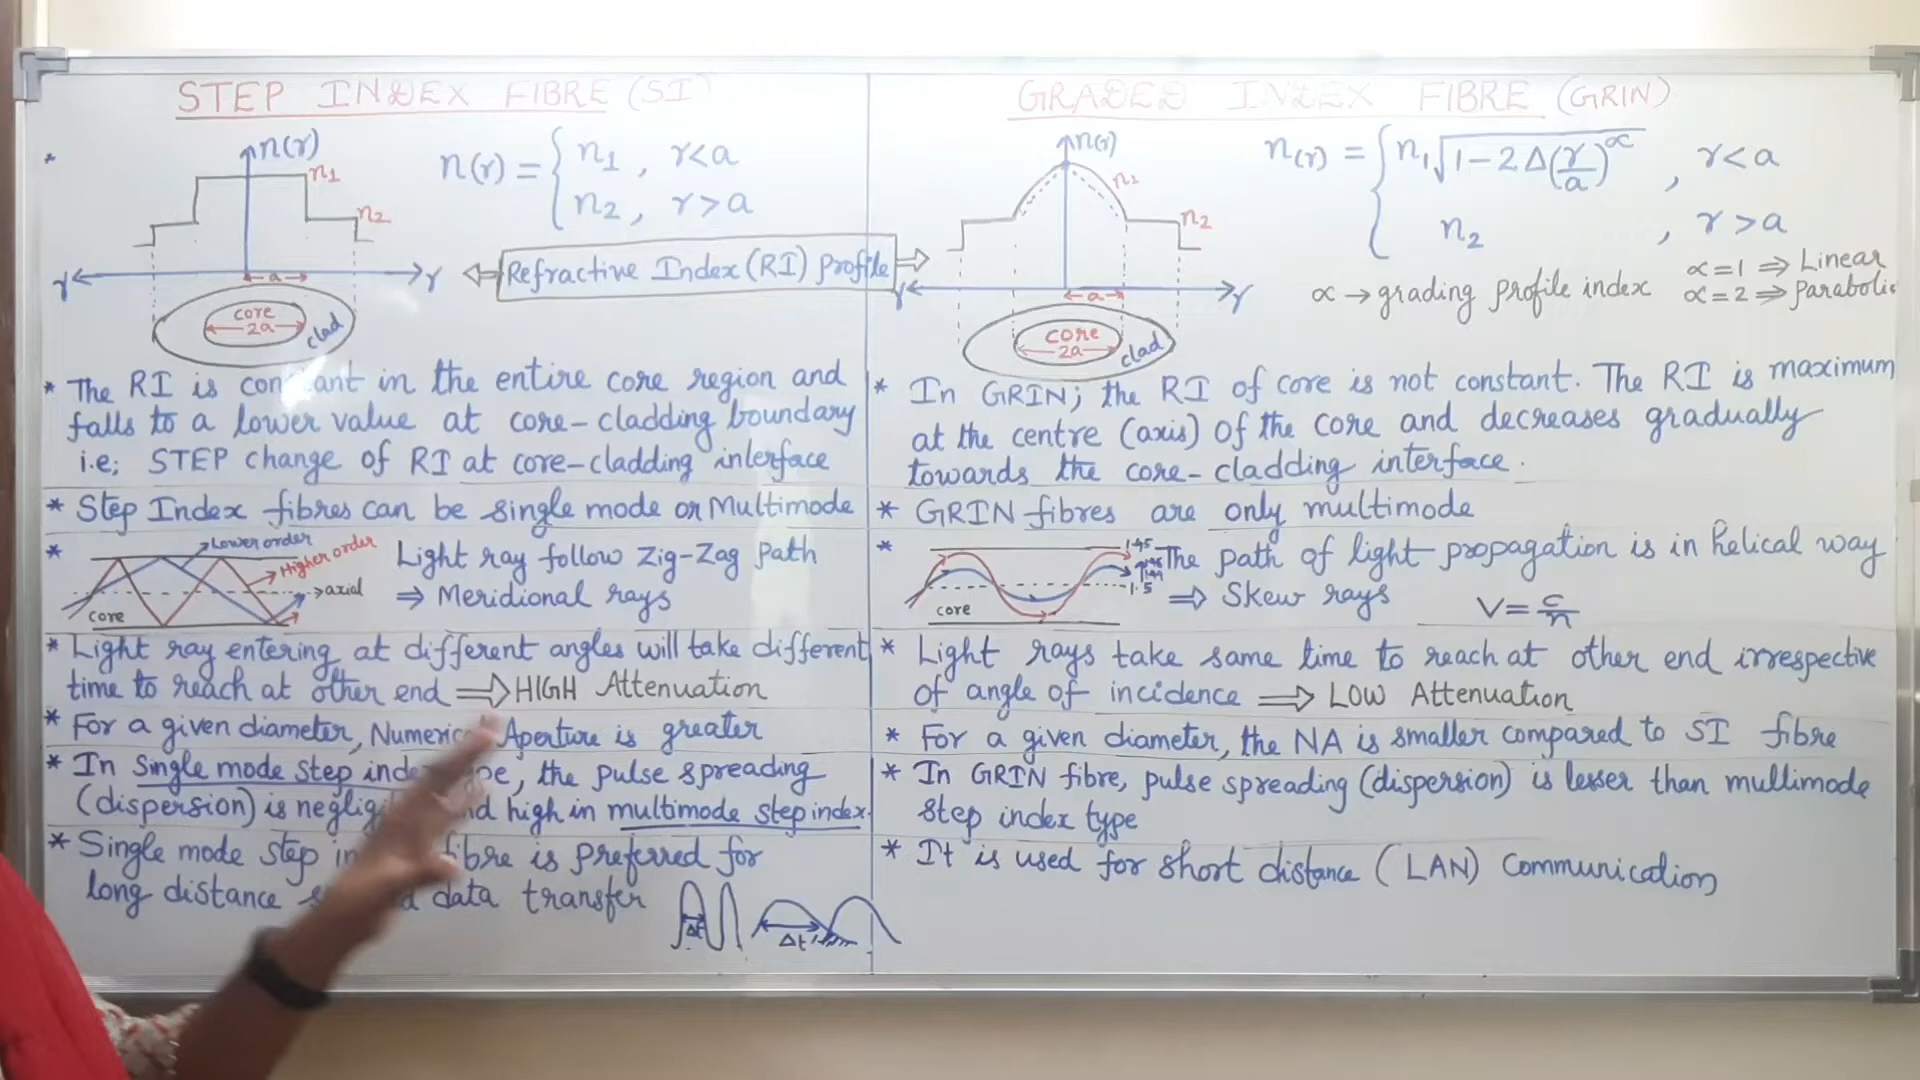 STEP INDEX FIBRE (SI)
n(r)
n1
n2
r
a
r
core
2a
clad
n(r) = { n1 , r<a
n2 , r>a
Refractive Index (RI) Profile
* The RI is constant in the entire core region and
falls to a lower value at core-cladding boundary
i.e; STEP change of RI at core-cladding interface
* Step Index fibres can be single mode or Multimode
* Lower order
Higher order
axial
core
Light ray follow Zig-Zag path
⇒ Meridional rays
* Light ray entering at different angles will take different
time to reach at other end ⇒ HIGH Attenuation
* For a given diameter, Aperture is greater
* In Single mode step the pulse spreading
(dispersion) is high in multimode step index.
* Single mode step fibre is preferred for
long distance data transfer
Δt
Δt'
GRADED INDEX FIBRE (GRIN)
n(r)
n1
n2
r
a
r
core
2a
clad
n(r) = { n1 √1-2Δ(r/a)^∝ , r<a
n2 , r>a
∝ → grading profile index
∝=1 ⇒ Linear
∝=2 ⇒ Parabolic
* In GRIN; the RI of core is not constant. The RI is maximum
at the centre (axis) of the core and decreases gradually
towards the core-cladding interface.
* GRIN fibres are only multimode
* 1.45
1.5
core
The path of light propagation is in helical way
⇒ Skew rays
V = c/n
* Light rays take same time to reach at other end irrespective
of angle of incidence ⇒ LOW Attenuation
* For a given diameter, the NA is smaller compared to SI fibre
* In GRIN fibre, pulse spreading (dispersion) is lesser than multimode
step index type
* It is used for short distance (LAN) Communication